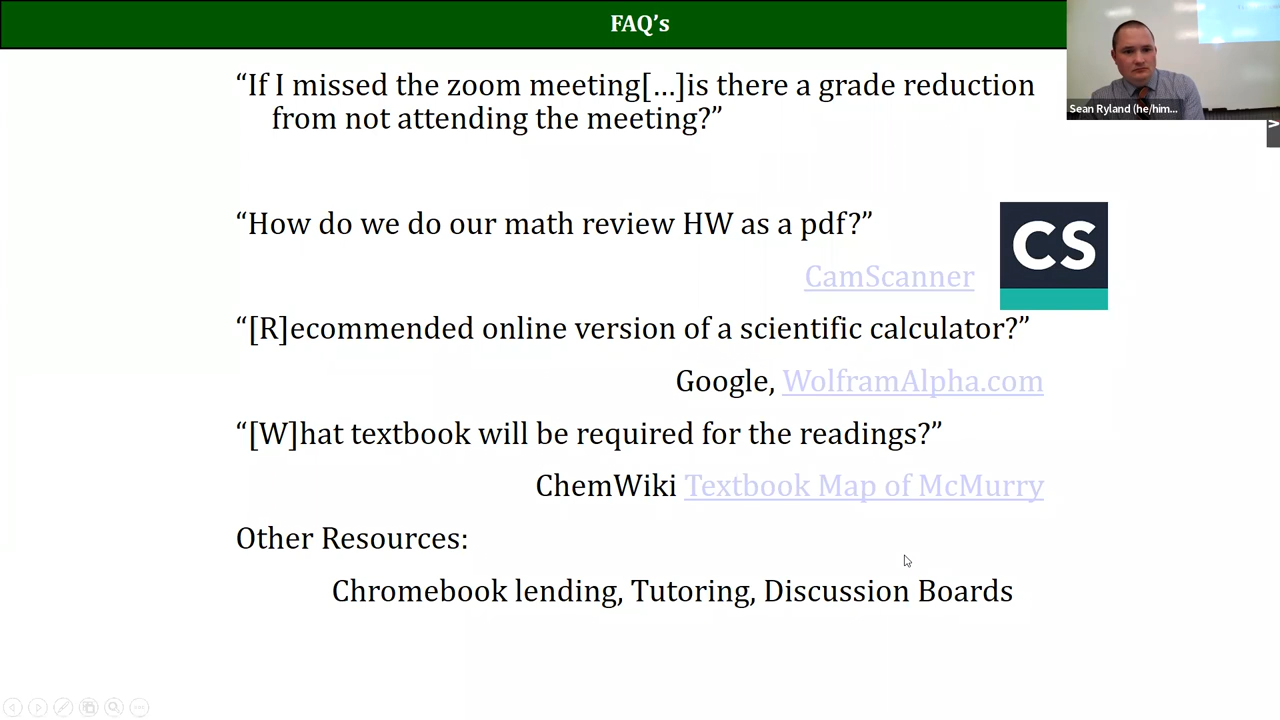 FAQ's
“If I missed the zoom meeting[…]is there a grade reduction
from not attending the meeting?”
“How do we do our math review HW as a pdf?”
CS
CamScanner
“[R]ecommended online version of a scientific calculator?”
Google, WolframAlpha.com
“[W]hat textbook will be required for the readings?”
ChemWiki Textbook Map of McMurry
Other Resources:
Chromebook lending, Tutoring, Discussion Boards
Sean Ryland (he/him...